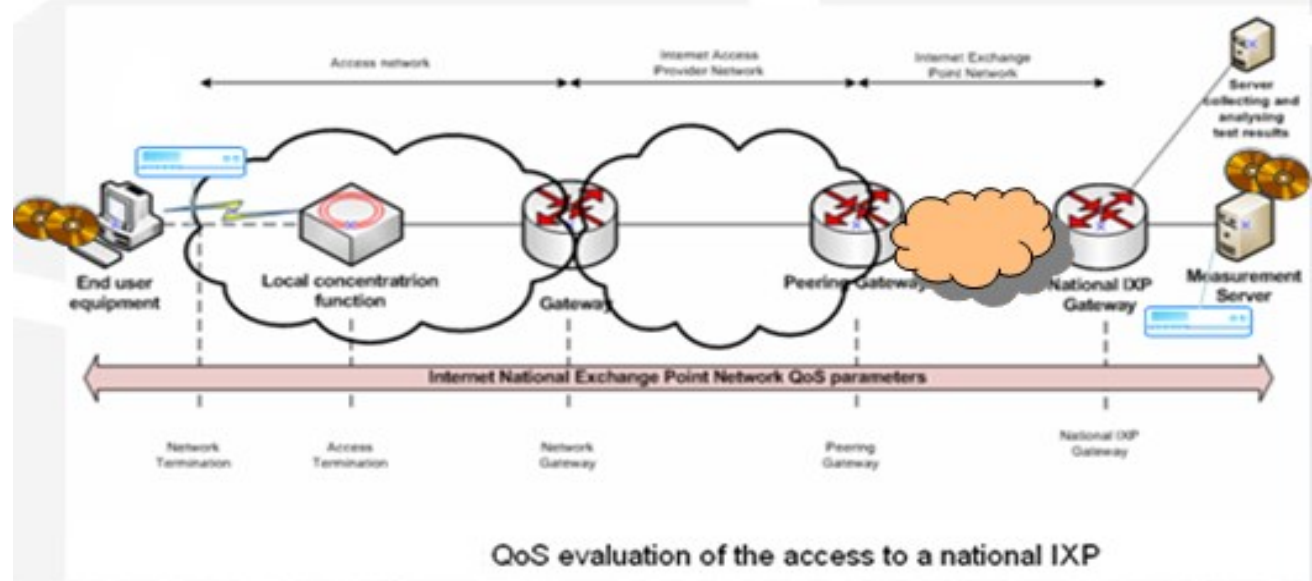 Access network
Internet Access
Provider Network
Internet Exchange
Point Network
Server
collecting and
analysing
test results
End user
equipment
Local concentratrion
function
Gateway
Peering Gateway
National IXP
Gateway
Measurement
Server
Internet National Exchange Point Network QoS parameters
Network
Termination
Access
Termination
Network
Gateway
Peering
Gateway
National IXP
Gateway
QoS evaluation of the access to a national IXP